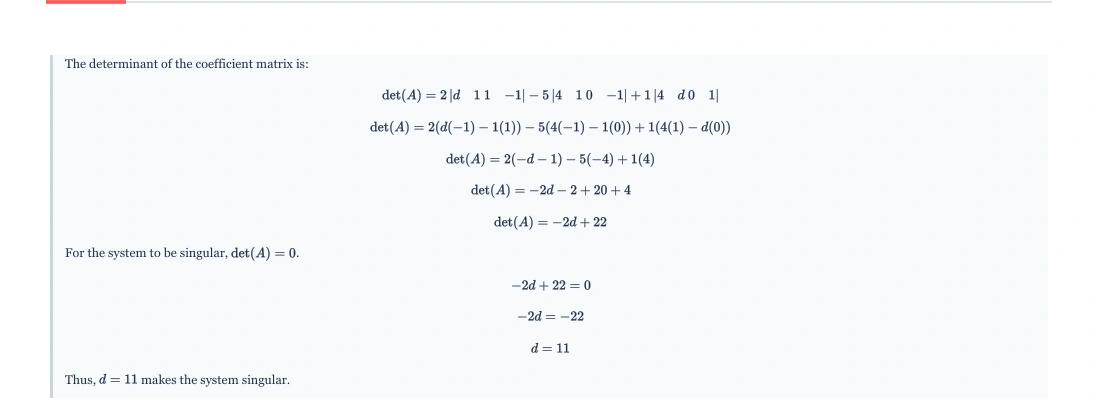 The determinant of the coefficient matrix is:
det(A) = 2 |d 1 1 −1| − 5 |4 1 0 −1| + 1 |4 d 0 1|
det(A) = 2(d(−1) − 1(1)) − 5(4(−1) − 1(0)) + 1(4(1) − d(0))
det(A) = 2(−d − 1) − 5(−4) + 1(4)
det(A) = −2d − 2 + 20 + 4
det(A) = −2d + 22
For the system to be singular, det(A) = 0.
−2d + 22 = 0
−2d = −22
d = 11
Thus, d = 11 makes the system singular.